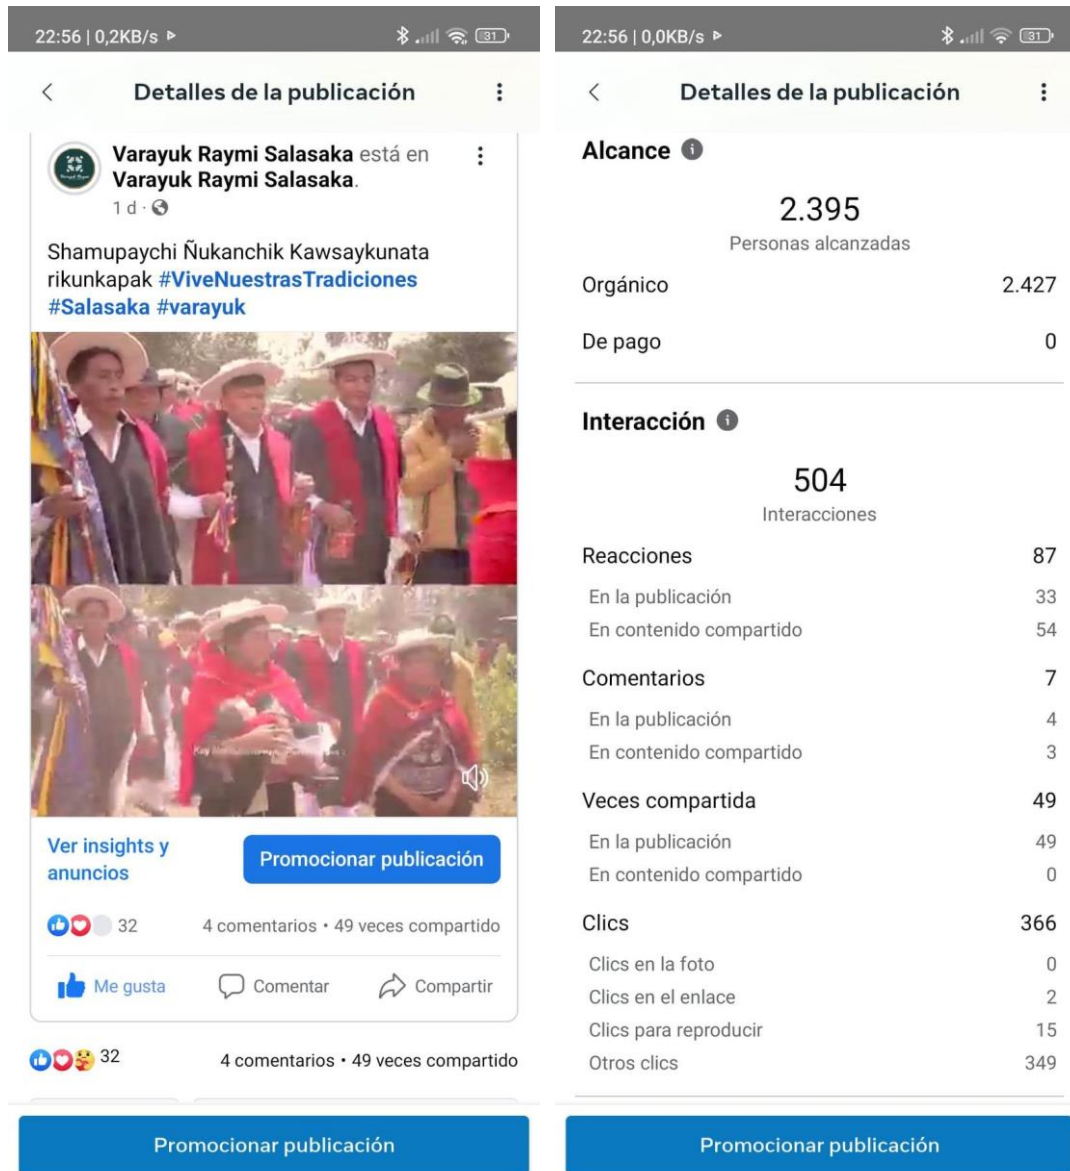 22:56 | 0,2KB/s
31
Detalles de la publicación
Varayuk Raymi Salasaka está en
Varayuk Raymi Salasaka.
1 d ·
Shamupaychi Ñukanchik Kawsaykunata
rikunkapak #ViveNuestrasTradiciones
#Salasaka #varayuk
Kay
Ver insights y
anuncios
Promocionar publicación
32
4 comentarios • 49 veces compartido
Me gusta
Comentar
Compartir
32
4 comentarios • 49 veces compartido
Promocionar publicación
22:56 | 0,0KB/s
31
Detalles de la publicación
Alcance
2.395
Personas alcanzadas
Orgánico 2.427
De pago 0
Interacción
504
Interacciones
Reacciones 87
En la publicación 33
En contenido compartido 54
Comentarios 7
En la publicación 4
En contenido compartido 3
Veces compartida 49
En la publicación 49
En contenido compartido 0
Clics 366
Clics en la foto 0
Clics en el enlace 2
Clics para reproducir 15
Otros clics 349
Promocionar publicación